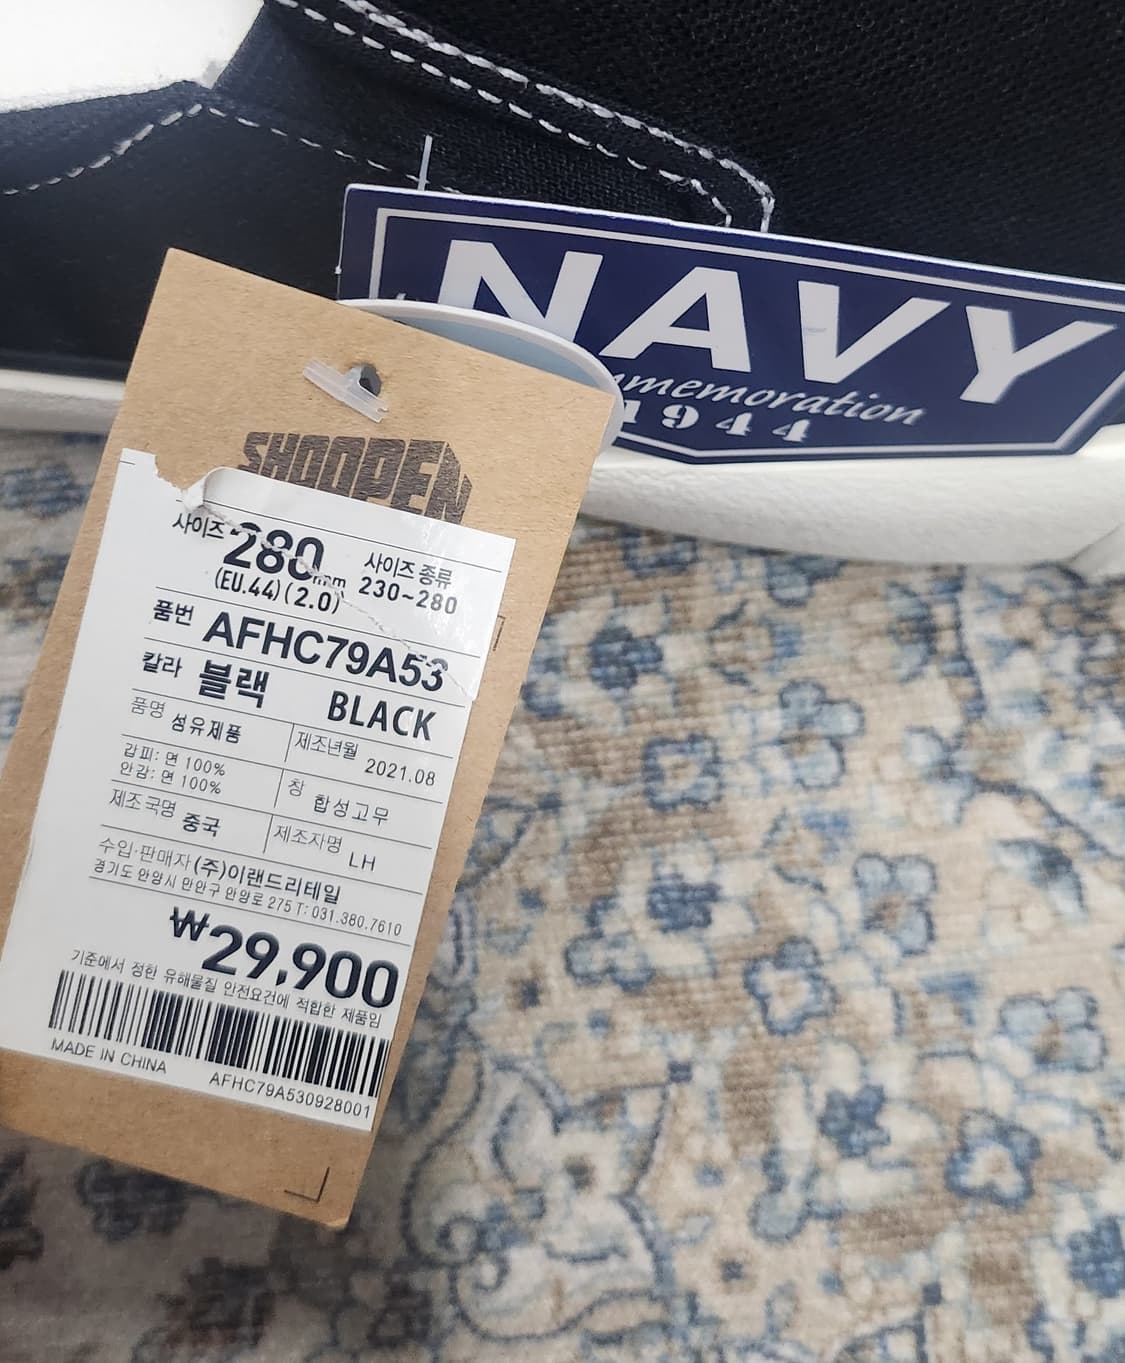 NAVY
1944
SHOOPEN
사이즈 280mm 사이즈 종류
(EU.44)(2.0) 230~280
품번 AFHC79A53
칼라 블랙 BLACK
품명 섬유제품 제조년월 2021.08
갑피: 면 100%
안감: 면 100% 창 합성고무
제조국명 중국 제조자명 LH
수입·판매자 (주)이랜드리테일
경기도 안양시 만안구 안양로 275 T: 031.380.7610
₩29,900
기준에서 정한 유해물질 안전요건에 적합한 제품임
MADE IN CHINA AFHC79A530928001